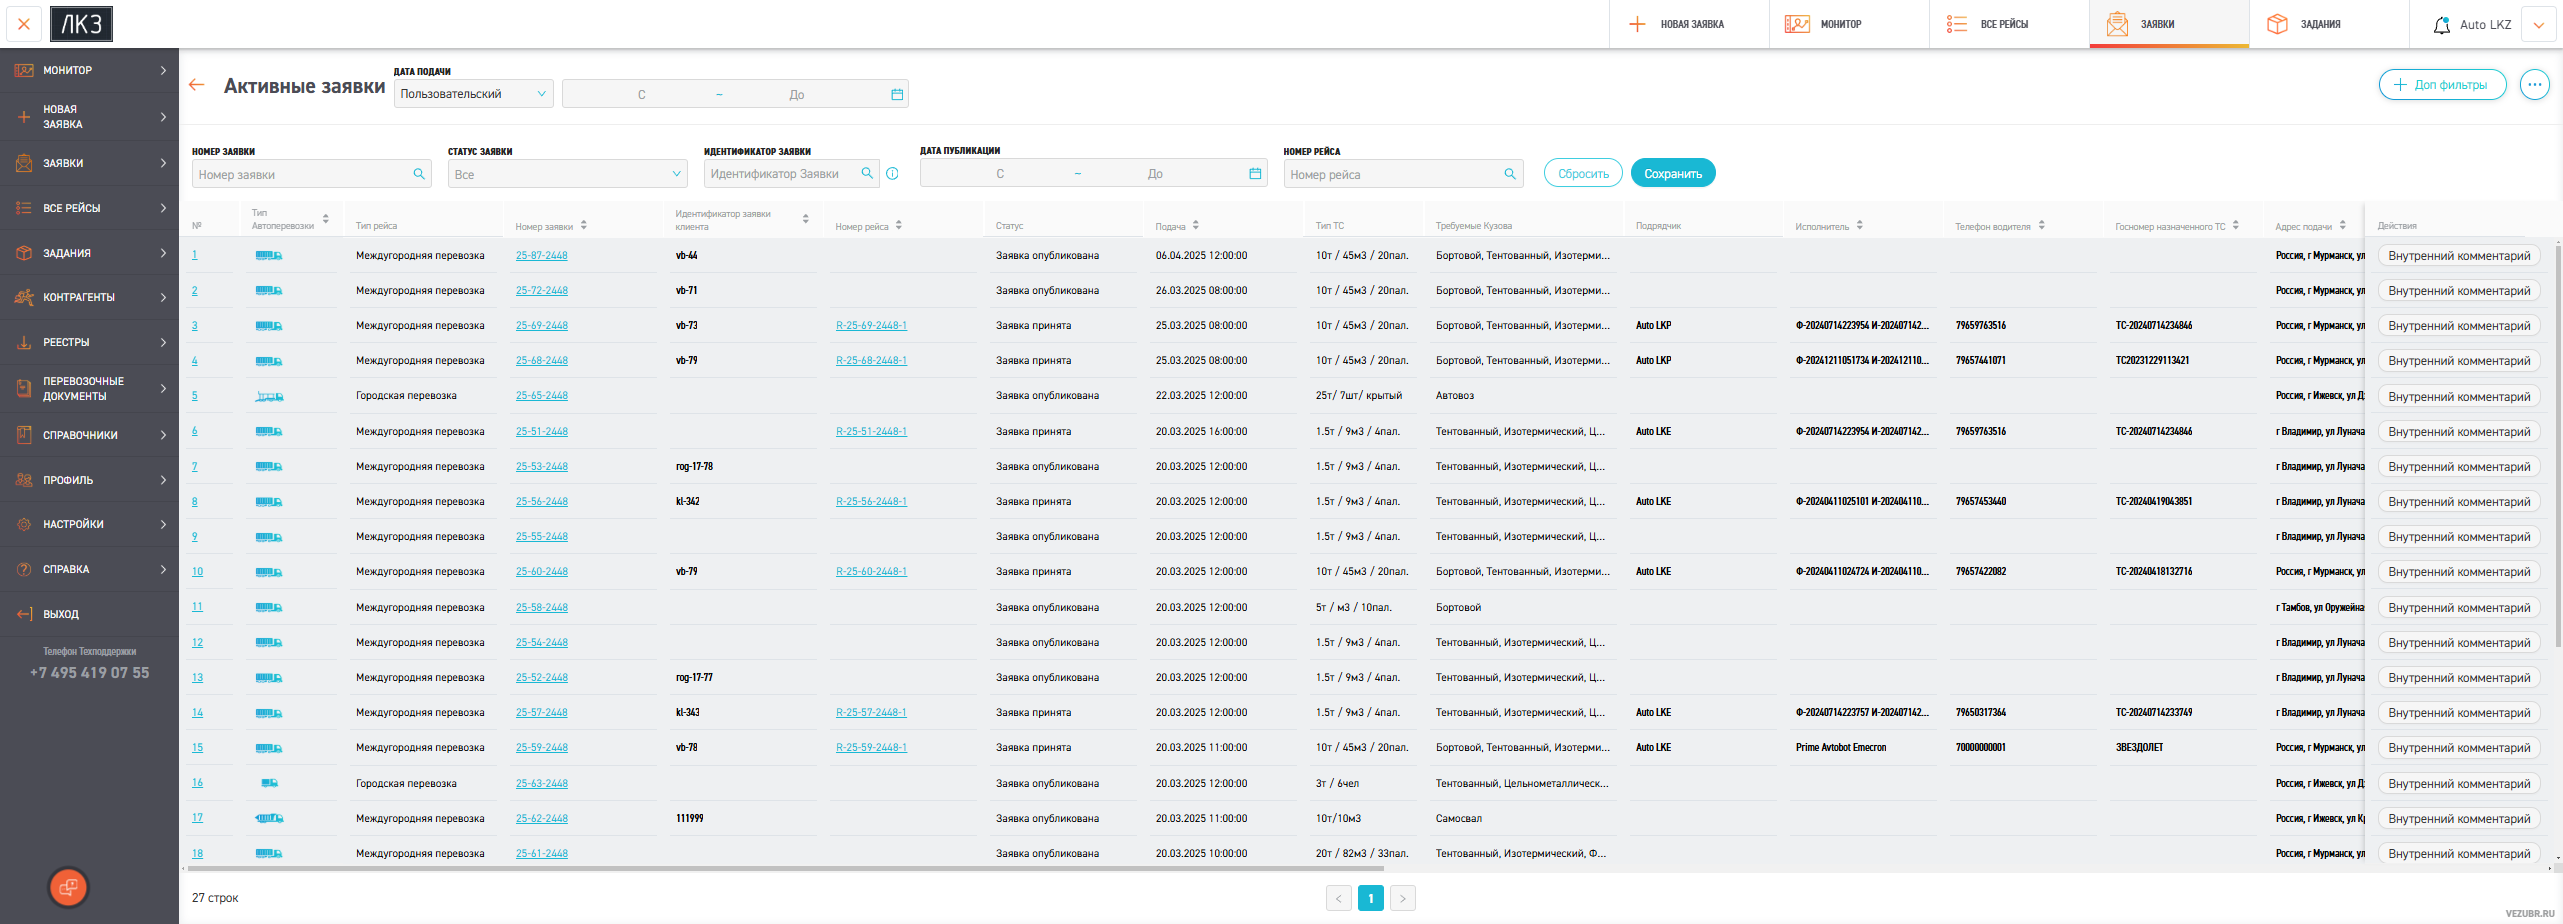 ЛКЗ
НОВАЯ ЗАЯВКА
МОНИТОР
ВСЕ РЕЙСЫ
ЗАЯВКИ
ЗАДАНИЯ
Auto LKZ
МОНИТОР
НОВАЯ
ЗАЯВКА
ЗАЯВКИ
ВСЕ РЕЙСЫ
ЗАДАНИЯ
КОНТРАГЕНТЫ
РЕЕСТРЫ
ПЕРЕВОЗОЧНЫЕ
ДОКУМЕНТЫ
СПРАВОЧНИКИ
ПРОФИЛЬ
НАСТРОЙКИ
СПРАВКА
ВЫХОД
Телефон Техподдержки
+7 495 419 07 55
Активные заявки
ДАТА ПОДАЧИ
Пользовательский
С ~ До
+ Доп фильтры
НОМЕР ЗАЯВКИ
Номер заявки
СТАТУС ЗАЯВКИ
Все
ИДЕНТИФИКАТОР ЗАЯВКИ
Идентификатор Заявки
ДАТА ПУБЛИКАЦИИ
С ~ До
НОМЕР РЕЙСА
Номер рейса
Сбросить
Сохранить
№ Тип Автоперевозки Тип рейса Номер заявки Идентификатор заявки клиента Номер рейса Статус Подача Тип ТС Требуемые Кузова Подрядчик Исполнитель Телефон водителя Госномер назначенного ТС Адрес подачи Действия
1 Междугородняя перевозка 25-87-2448 vb-44 Заявка опубликована 06.04.2025 12:00:00 10т / 45м3 / 20пал. Бортовой, Тентованный, Изотерми... Россия, г Мурманск, ул Внутренний комментарий
2 Междугородняя перевозка 25-72-2448 vb-71 Заявка опубликована 26.03.2025 08:00:00 10т / 45м3 / 20пал. Бортовой, Тентованный, Изотерми... Россия, г Мурманск, ул Внутренний комментарий
3 Междугородняя перевозка 25-69-2448 vb-73 R-25-69-2448-1 Заявка принята 25.03.2025 08:00:00 10т / 45м3 / 20пал. Бортовой, Тентованный, Изотерми... Auto LKP Ф-20240714223954 И-202407142... 79659763516 ТС-20240714234846 Россия, г Мурманск, ул Внутренний комментарий
4 Междугородняя перевозка 25-68-2448 vb-79 R-25-68-2448-1 Заявка принята 25.03.2025 08:00:00 10т / 45м3 / 20пал. Бортовой, Тентованный, Изотерми... Auto LKP Ф-20241211051734 И-202412110... 79657441071 ТС20231229113421 Россия, г Мурманск, ул Внутренний комментарий
5 Городская перевозка 25-65-2448 Заявка опубликована 22.03.2025 12:00:00 25т/ 7шт/ крытый Автовоз Россия, г Ижевск, ул Д Внутренний комментарий
6 Междугородняя перевозка 25-51-2448 R-25-51-2448-1 Заявка принята 20.03.2025 16:00:00 1.5т / 9м3 / 4пал. Тентованный, Изотермический, Ц... Auto LKE Ф-20240714223954 И-202407142... 79659763516 ТС-20240714234846 г Владимир, ул Луначa Внутренний комментарий
7 Междугородняя перевозка 25-53-2448 rog-17-78 Заявка опубликована 20.03.2025 12:00:00 1.5т / 9м3 / 4пал. Тентованный, Изотермический, Ц... г Владимир, ул Луначa Внутренний комментарий
8 Междугородняя перевозка 25-56-2448 kl-342 R-25-56-2448-1 Заявка принята 20.03.2025 12:00:00 1.5т / 9м3 / 4пал. Тентованный, Изотермический, Ц... Auto LKE Ф-20240411025101 И-202404110... 79657453440 ТС-20240419043851 г Владимир, ул Луначa Внутренний комментарий
9 Междугородняя перевозка 25-55-2448 Заявка опубликована 20.03.2025 12:00:00 1.5т / 9м3 / 4пал. Тентованный, Изотермический, Ц... г Владимир, ул Луначa Внутренний комментарий
10 Междугородняя перевозка 25-60-2448 vb-79 R-25-60-2448-1 Заявка принята 20.03.2025 12:00:00 10т / 45м3 / 20пал. Бортовой, Тентованный, Изотерми... Auto LKE Ф-20240411024724 И-202404110... 79657422082 ТС-20240418132716 Россия, г Мурманск, ул Внутренний комментарий
11 Междугородняя перевозка 25-58-2448 Заявка опубликована 20.03.2025 12:00:00 5т / м3 / 10пал. Бортовой г Тамбов, ул Оружейна Внутренний комментарий
12 Междугородняя перевозка 25-54-2448 Заявка опубликована 20.03.2025 12:00:00 1.5т / 9м3 / 4пал. Тентованный, Изотермический, Ц... г Владимир, ул Луначa Внутренний комментарий
13 Междугородняя перевозка 25-52-2448 rog-17-77 Заявка опубликована 20.03.2025 12:00:00 1.5т / 9м3 / 4пал. Тентованный, Изотермический, Ц... г Владимир, ул Луначa Внутренний комментарий
14 Междугородняя перевозка 25-57-2448 kl-343 R-25-57-2448-1 Заявка принята 20.03.2025 12:00:00 1.5т / 9м3 / 4пал. Тентованный, Изотермический, Ц... Auto LKE Ф-20240714223757 И-202407142... 79650317364 ТС-20240714233749 г Владимир, ул Луначa Внутренний комментарий
15 Междугородняя перевозка 25-59-2448 vb-78 R-25-59-2448-1 Заявка принята 20.03.2025 11:00:00 10т / 45м3 / 20пал. Бортовой, Тентованный, Изотерми... Auto LKE Prime Avtobot Emecron 70000000001 ЗВЕЗДОЛЕТ Россия, г Мурманск, ул Внутренний комментарий
16 Городская перевозка 25-63-2448 Заявка опубликована 20.03.2025 12:00:00 3т / 6чел Тентованный, Цельнометаллическ... Россия, г Ижевск, ул Д Внутренний комментарий
17 Междугородняя перевозка 25-62-2448 111999 Заявка опубликована 20.03.2025 11:00:00 10т/10м3 Самосвал Россия, г Ижевск, ул К Внутренний комментарий
18 Междугородняя перевозка 25-61-2448 Заявка опубликована 20.03.2025 10:00:00 20т / 82м3 / 33пал. Тентованный, Изотермический, Ф... Россия, г Мурманск, ул Внутренний комментарий
27 строк
< 1 >
VEZUBR.RU